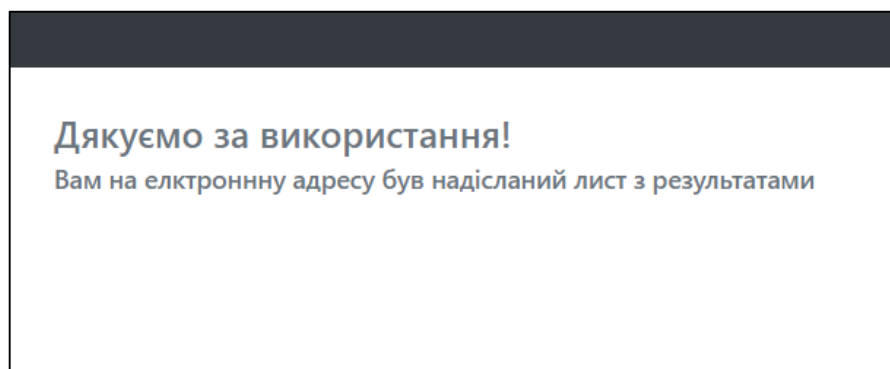 Дякуємо за використання!
Вам на елктроннну адресу був надісланий лист з результатами